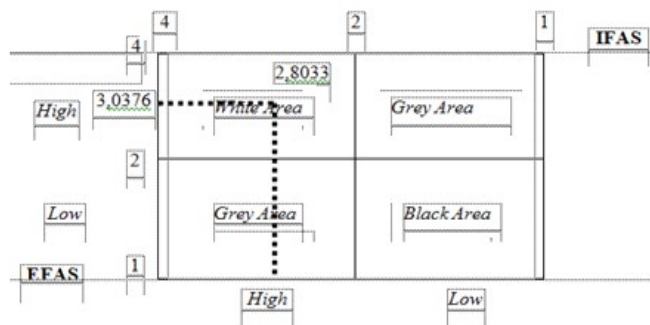 4 2 1 IFAS
4
2,8033
High 3,0376 White Area Grey Area
2
Low Grey Area Black Area
EFAS 1
High Low